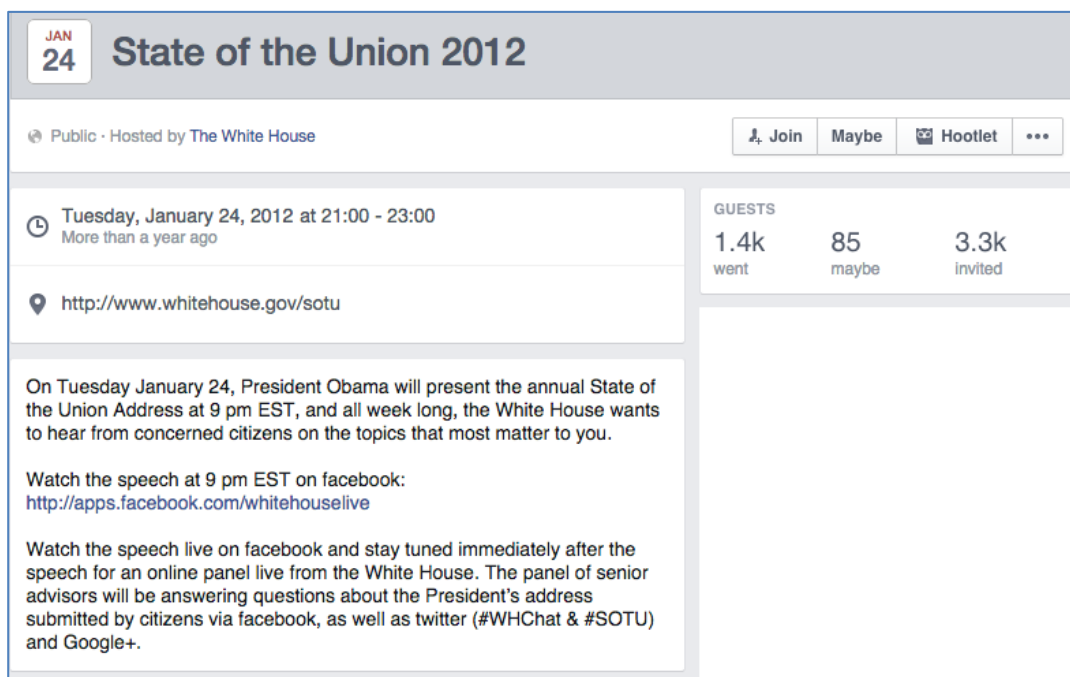 JAN
24
State of the Union 2012
Public · Hosted by The White House
Join
Maybe
Hootlet
Tuesday, January 24, 2012 at 21:00 - 23:00
More than a year ago
http://www.whitehouse.gov/sotu
GUESTS
1.4k
went
85
maybe
3.3k
invited
On Tuesday January 24, President Obama will present the annual State of
the Union Address at 9 pm EST, and all week long, the White House wants
to hear from concerned citizens on the topics that most matter to you.
Watch the speech at 9 pm EST on facebook:
http://apps.facebook.com/whitehouselive
Watch the speech live on facebook and stay tuned immediately after the
speech for an online panel live from the White House. The panel of senior
advisors will be answering questions about the President's address
submitted by citizens via facebook, as well as twitter (#WHChat & #SOTU)
and Google+.